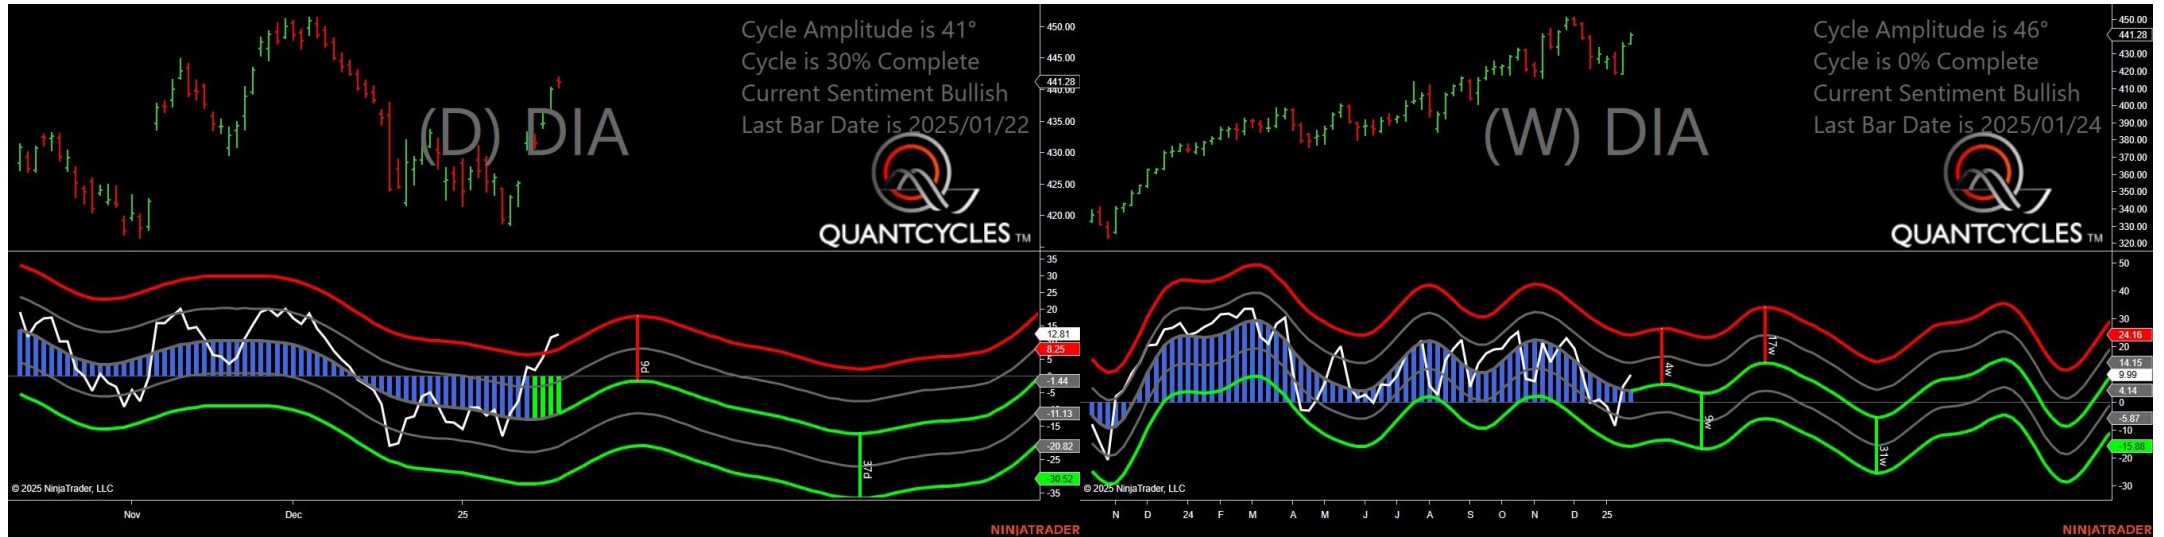 Cycle Amplitude is 41°
Cycle is 30% Complete
Current Sentiment Bullish
Last Bar Date is 2025/01/22
(D) DIA
QUANTCYCLES TM
450.00
445.00
441.28
440.00
435.00
430.00
425.00
420.00
35
30
25
20
15
12.81
8.25
5
0
-1.44
-5
-11.13
-15
-20.82
-25
-30.52
-35
9d
37d
© 2025 NinjaTrader, LLC
Nov
Dec
25
NINJATRADER
Cycle Amplitude is 46°
Cycle is 0% Complete
Current Sentiment Bullish
Last Bar Date is 2025/01/24
(W) DIA
QUANTCYCLES TM
450.00
441.28
430.00
420.00
410.00
400.00
390.00
380.00
370.00
360.00
350.00
340.00
330.00
320.00
50
40
30
24.16
20
14.15
9.99
4.14
0
-5.87
-10
-15.88
-20
-30
4w
9w
17w
31w
© 2025 NinjaTrader, LLC
N D 24 F M A M J J A S O N D 25
NINJATRADER